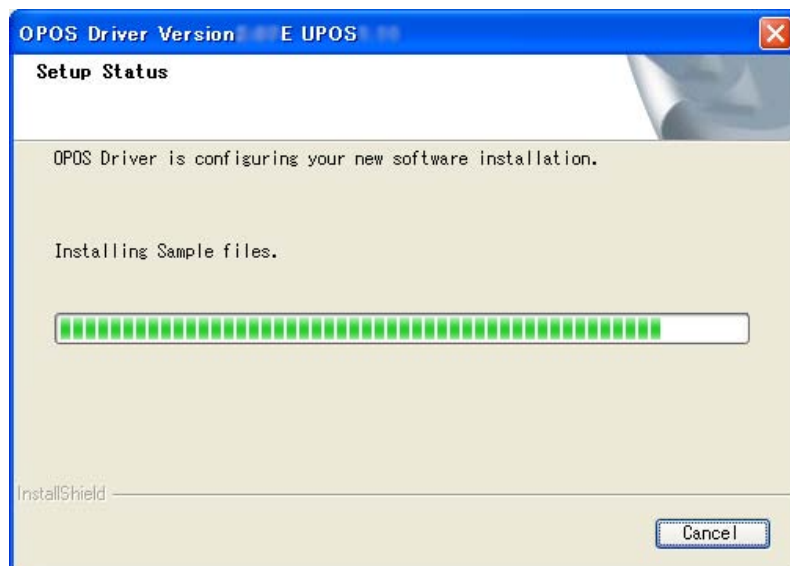 OPOS Driver Version E UPOS
Setup Status
OPOS Driver is configuring your new software installation.
Installing Sample files.
InstallShield
Cancel